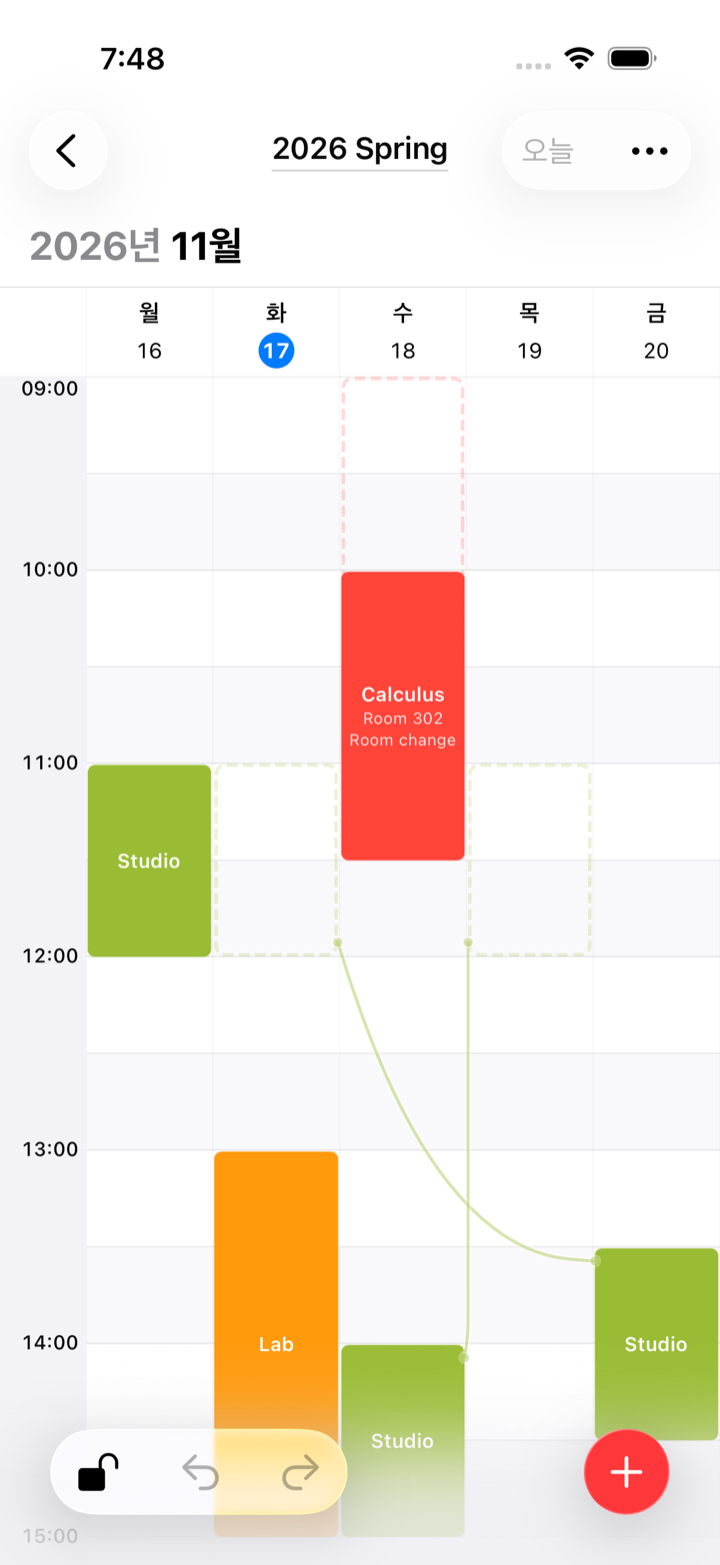 7:48
2026 Spring
오늘
2026년 11월
월 화 수 목 금
16 17 18 19 20
09:00
10:00
Calculus
Room 302
Room change
11:00
Studio
12:00
13:00
14:00
Lab
Studio
Studio
15:00